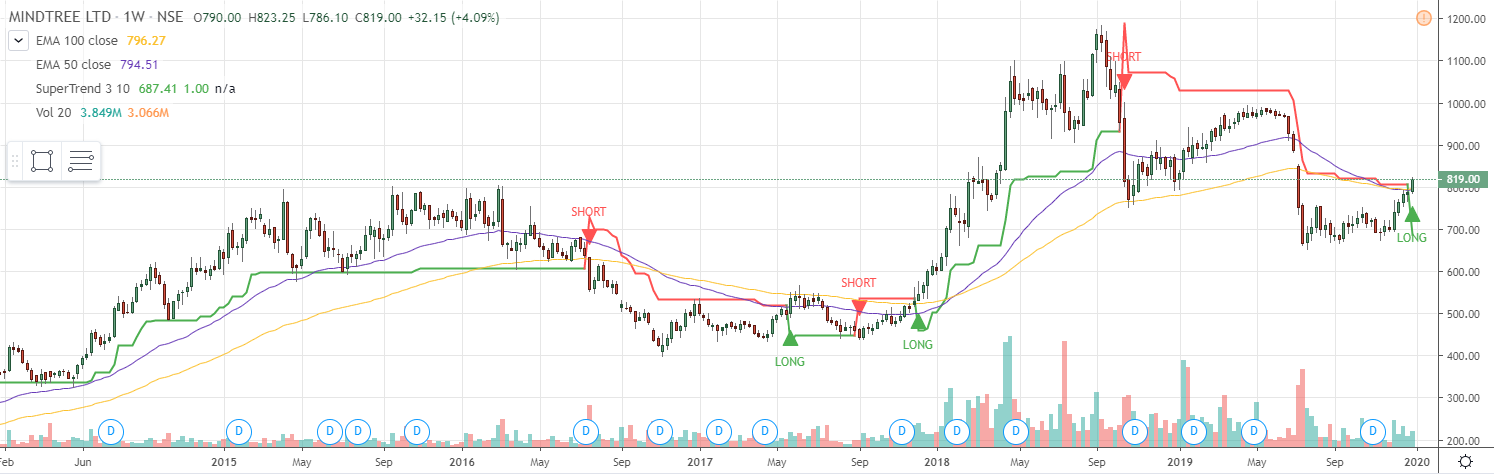 MINDTREE LTD · 1W · NSE O790.00 H823.25 L786.10 C819.00 +32.15 (+4.09%)
EMA 100 close 796.27
EMA 50 close 794.51
SuperTrend 3 10 687.41 1.00 n/a
Vol 20 3.849M 3.066M
SHORT
SHORT
SHORT
LONG
LONG
LONG
1200.00
1100.00
1000.00
900.00
819.00
800.00
700.00
600.00
500.00
400.00
300.00
200.00
D D D D D D D D D D D D D D D D
Feb Jun 2015 May Sep 2016 May Sep 2017 May Sep 2018 May Sep 2019 May Sep 2020